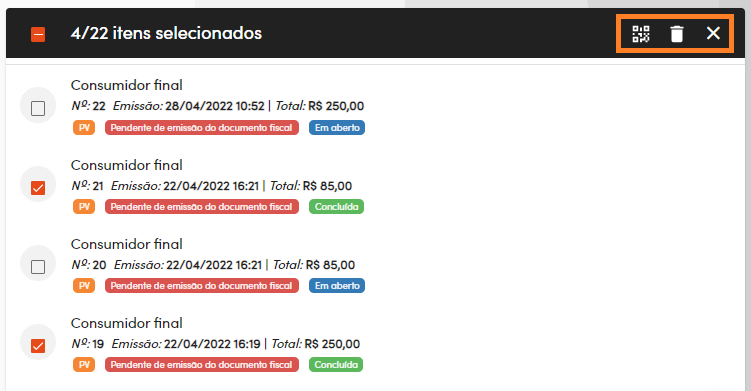 4/22 itens selecionados
Consumidor final
Nº: 22 Emissão: 28/04/2022 10:52 | Total: R$ 250,00
PV Pendente de emissão do documento fiscal Em aberto
Consumidor final
Nº: 21 Emissão: 22/04/2022 16:21 | Total: R$ 85,00
PV Pendente de emissão do documento fiscal Concluída
Consumidor final
Nº: 20 Emissão: 22/04/2022 16:21 | Total: R$ 85,00
PV Pendente de emissão do documento fiscal Em aberto
Consumidor final
Nº: 19 Emissão: 22/04/2022 16:19 | Total: R$ 250,00
PV Pendente de emissão do documento fiscal Concluída